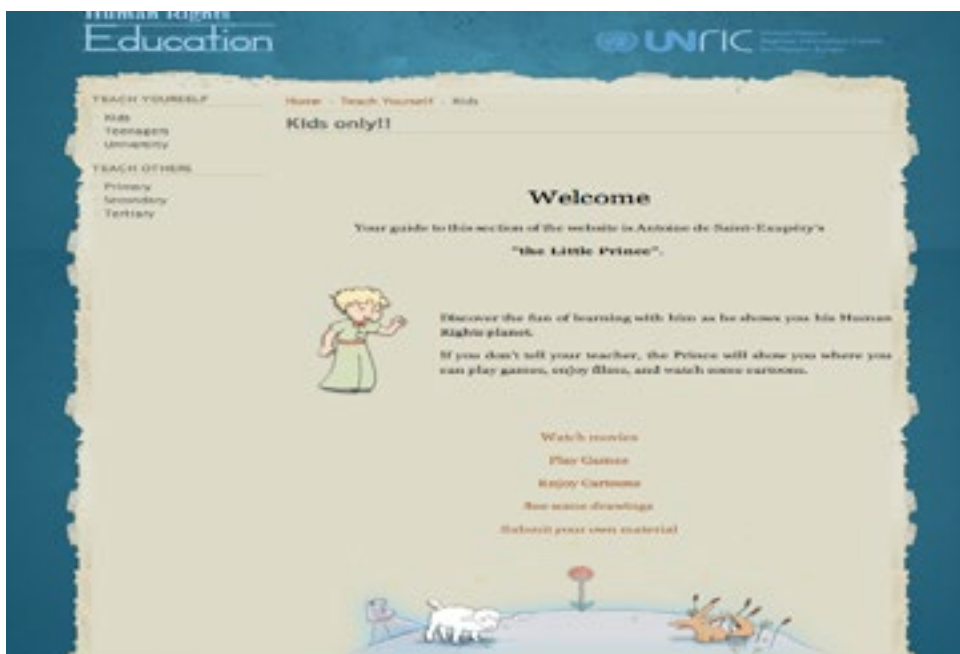 Human Rights
Education
UNRIC
TEACH YOURSELF
Kids
Teenagers
University
TEACH OTHERS
Primary
Secondary
Tertiary
Home Teach Yourself Kids
Kids only!!
Welcome
Your guide to this section of the website is Antoine de Saint-Exupéry's
"the Little Prince".
Discover the fun of learning with him as he shows you his Human
Rights planet.
If you don't tell your teacher, the Prince will show you where you
can play games, enjoy films, and watch some cartoons.
Watch movies
Play Games
Enjoy Cartoons
See some drawings
Submit your own material